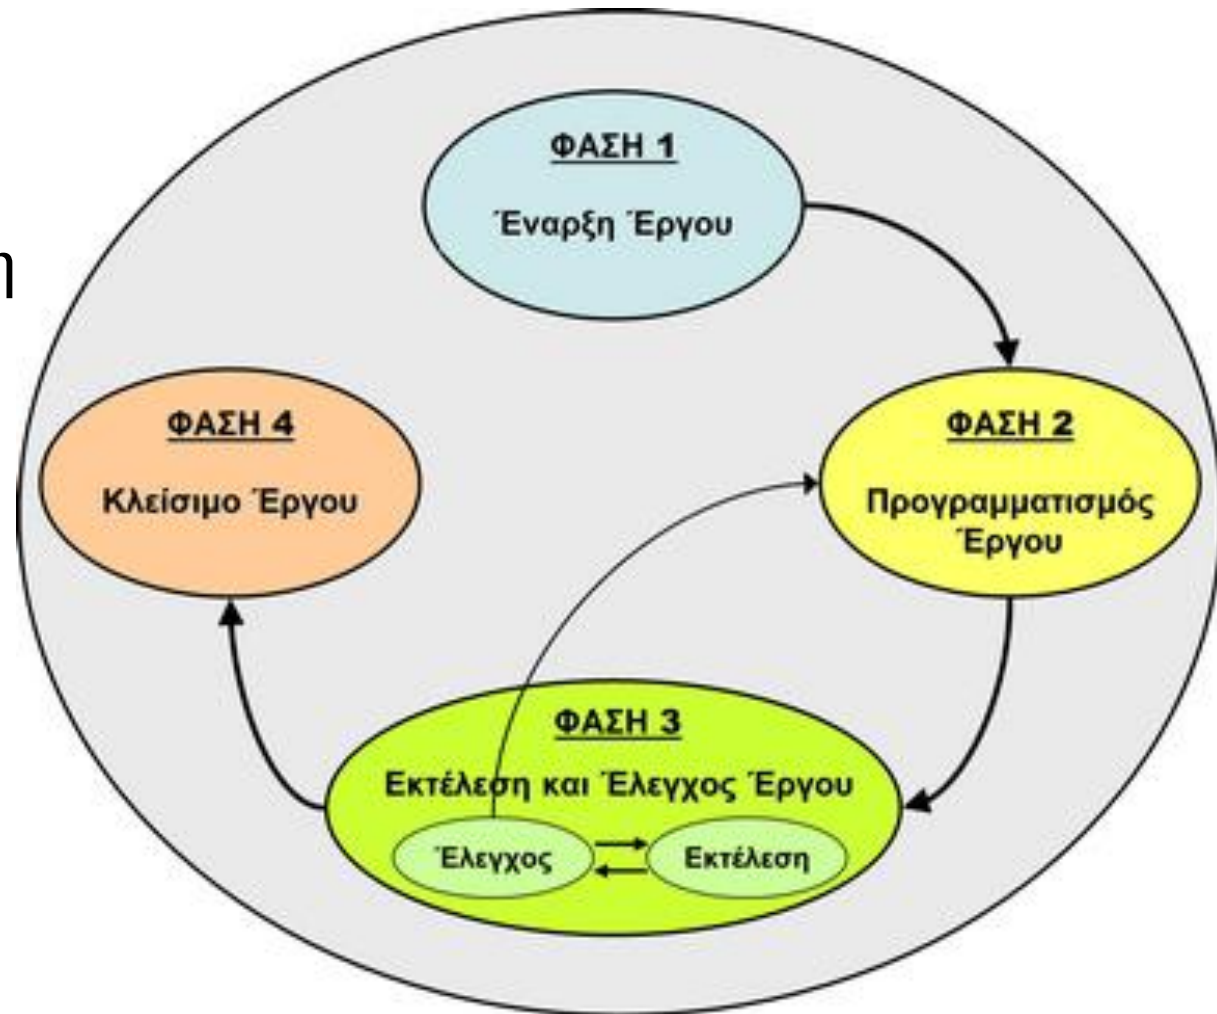 ΦΑΣΗ 1
Έναρξη Έργου
η
ΦΑΣΗ 4
Κλείσιμο Έργου
ΦΑΣΗ 2
Προγραμματισμός
Έργου
ΦΑΣΗ 3
Εκτέλεση και Έλεγχος Έργου
Έλεγχος
Εκτέλεση